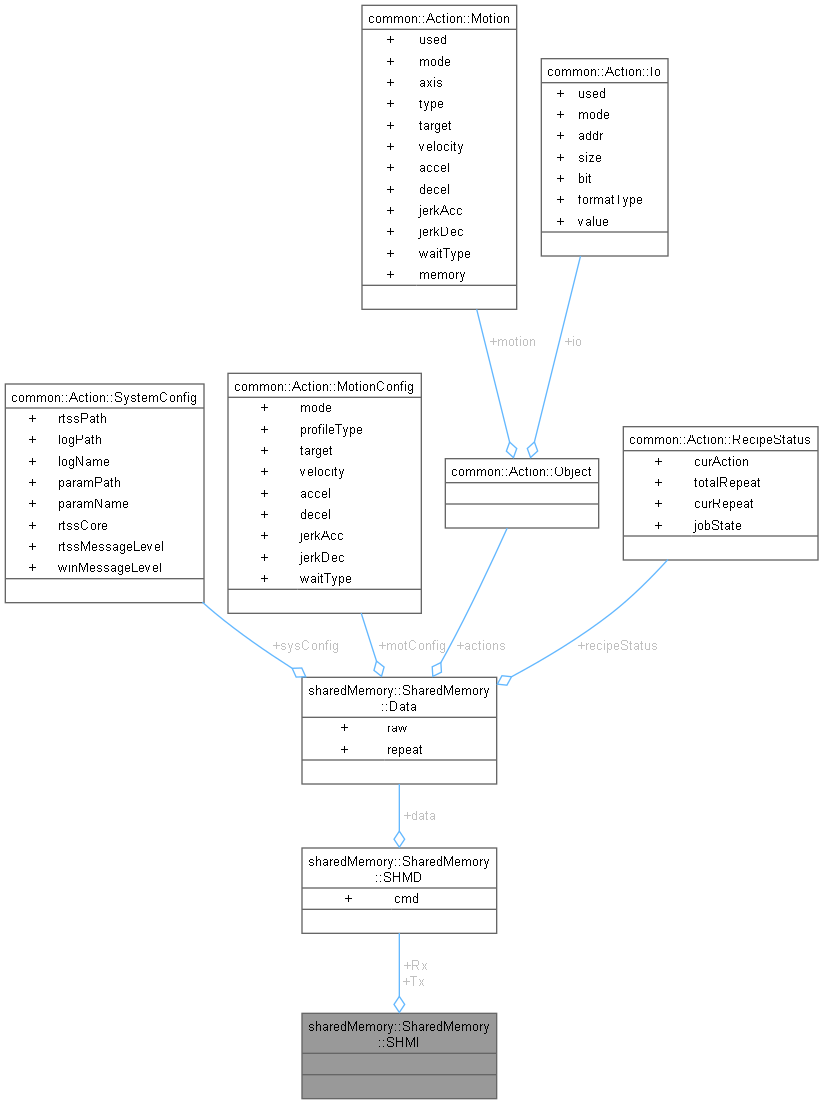 common::Action::Motion
+ used
+ mode
+ axis
+ type
+ target
+ velocity
+ accel
+ decel
+ jerkAcc
+ jerkDec
+ waitType
+ memory
common::Action::Io
+ used
+ mode
+ addr
+ size
+ bit
+ formatType
+ value
+motion
+io
common::Action::SystemConfig
+ rtssPath
+ logPath
+ logName
+ paramPath
+ paramName
+ rtssCore
+ rtssMessageLevel
+ winMessageLevel
common::Action::MotionConfig
+ mode
+ profileType
+ target
+ velocity
+ accel
+ decel
+ jerkAcc
+ jerkDec
+ waitType
common::Action::Object
common::Action::RecipeStatus
+ curAction
+ totalRepeat
+ curRepeat
+ jobState
+sysConfig
+motConfig
+actions
+recipeStatus
sharedMemory::SharedMemory
::Data
+ raw
+ repeat
+data
sharedMemory::SharedMemory
::SHMD
+ cmd
+Rx
+Tx
sharedMemory::SharedMemory
::SHMI